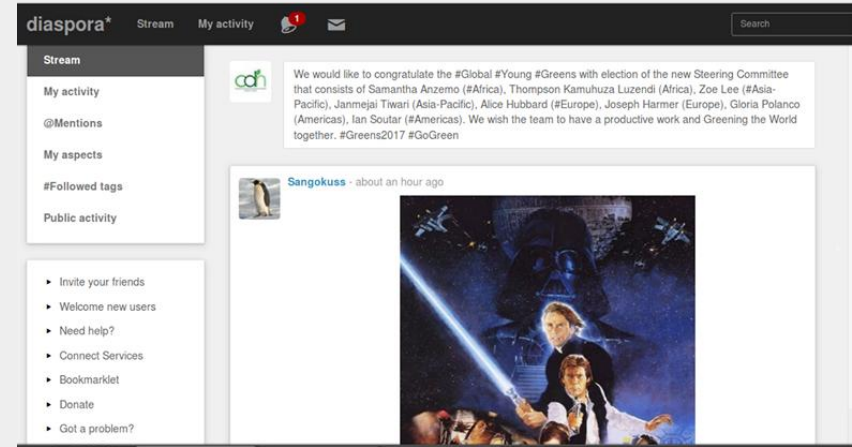 diaspora* Stream My activity 1 Search
Stream
My activity
@Mentions
My aspects
#Followed tags
Public activity
Invite your friends
Welcome new users
Need help?
Connect Services
Bookmarklet
Donate
Got a problem?
cdh
We would like to congratulate the #Global #Young #Greens with election of the new Steering Committee
that consists of Samantha Anzemo (#Africa), Thompson Kamuhuza Luzendi (Africa), Zoe Lee (#Asia-
Pacific), Janmejai Tiwari (Asia-Pacific), Alice Hubbard (#Europe), Joseph Harmer (Europe), Gloria Polanco
(Americas), Ian Soutar (#Americas). We wish the team to have a productive work and Greening the World
together. #Greens2017 #GoGreen
Sangokuss - about an hour ago